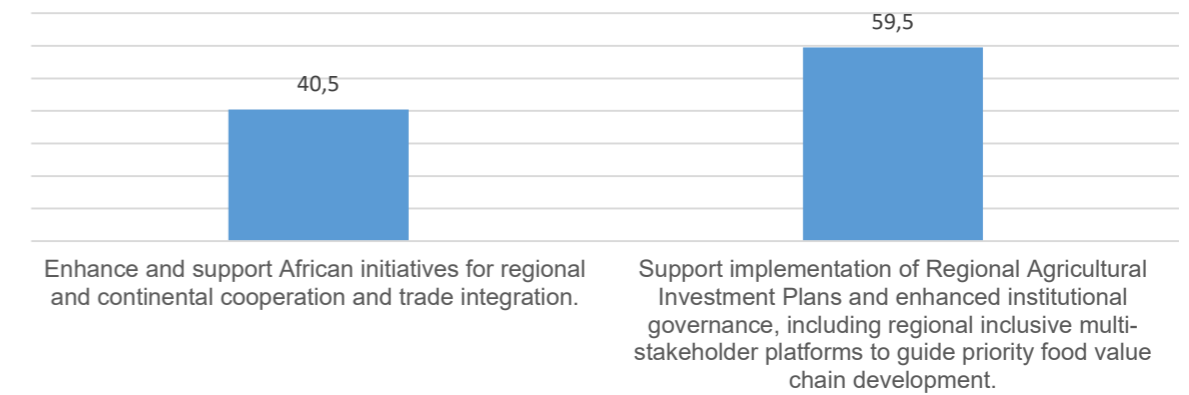 59,5
40,5
Enhance and support African initiatives for regional
and continental cooperation and trade integration.
Support implementation of Regional Agricultural
Investment Plans and enhanced institutional
governance, including regional inclusive multi-
stakeholder platforms to guide priority food value
chain development.